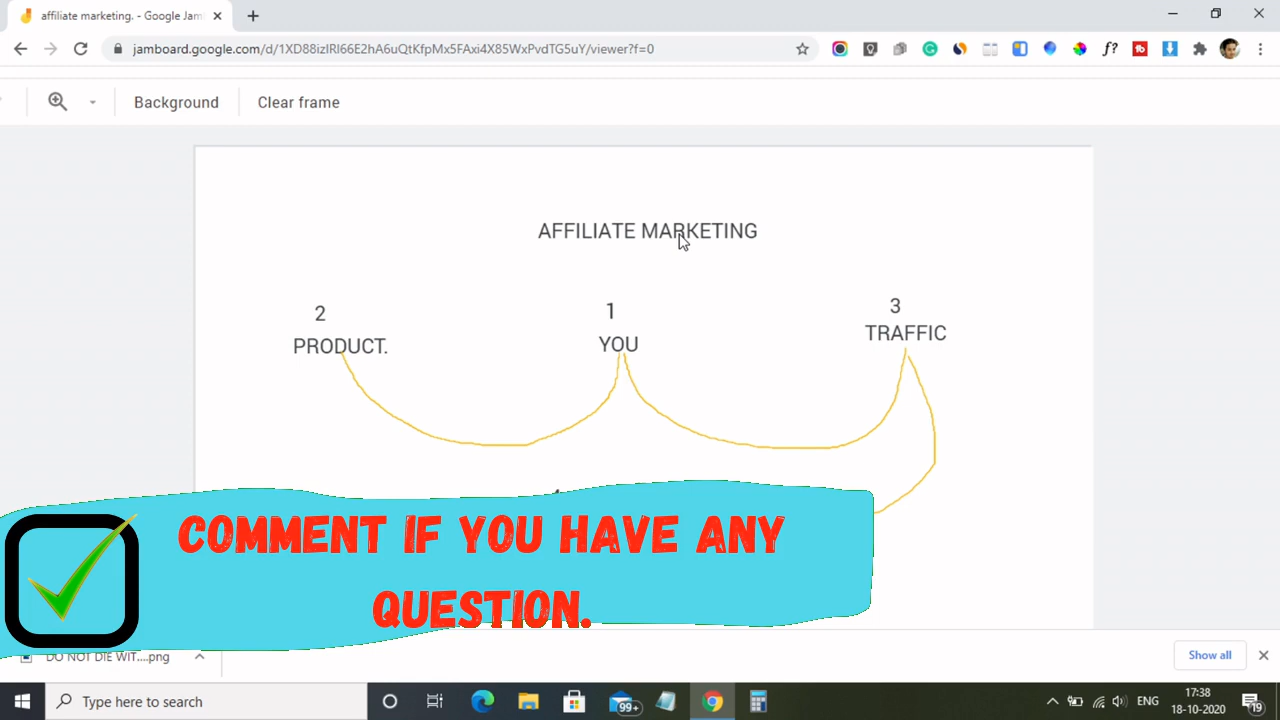 affiliate marketing. - Google Jam
jamboard.google.com/d/1XD88izIRl66E2hA6uQtKfpMx5FAxi4X85WxPvdTG5uY/viewer?f=0
f?
Background
Clear frame
AFFILIATE MARKETING
2
1
3
PRODUCT.
YOU
TRAFFIC
COMMENT IF YOU HAVE ANY
QUESTION.
DO NOT DIE WIT....png
Show all
Type here to search
99+
ENG
17:38
18-10-2020
19